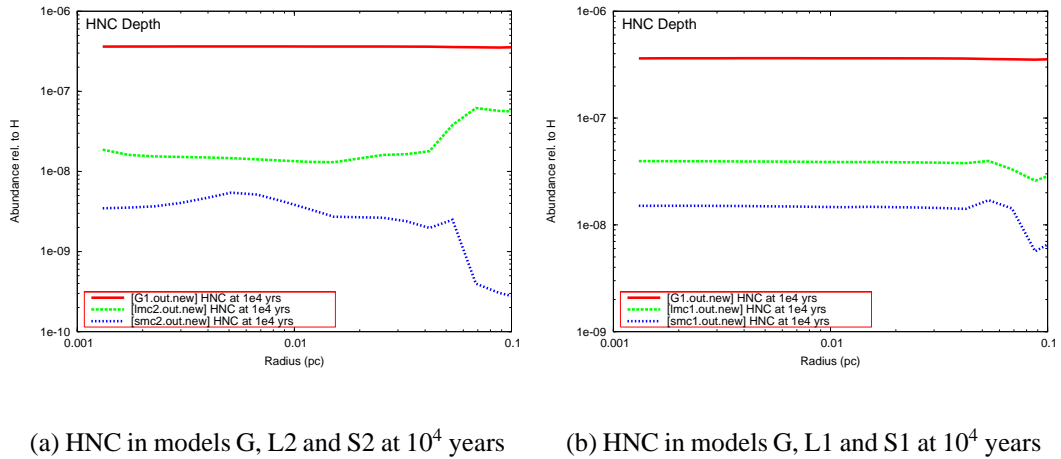 HNC Depth
1e-06
1e-07
1e-08
1e-09
1e-10
Abundance rel. to H
[G1.out.new] HNC at 1e4 yrs
[lmc2.out.new] HNC at 1e4 yrs
[smc2.out.new] HNC at 1e4 yrs
0.001
0.01
0.1
Radius (pc)
(a) HNC in models G, L2 and S2 at 10⁴ years
HNC Depth
1e-06
1e-07
1e-08
1e-09
Abundance rel. to H
[G1.out.new] HNC at 1e4 yrs
[lmc1.out.new] HNC at 1e4 yrs
[smc1.out.new] HNC at 1e4 yrs
0.001
0.01
0.1
Radius (pc)
(b) HNC in models G, L1 and S1 at 10⁴ years